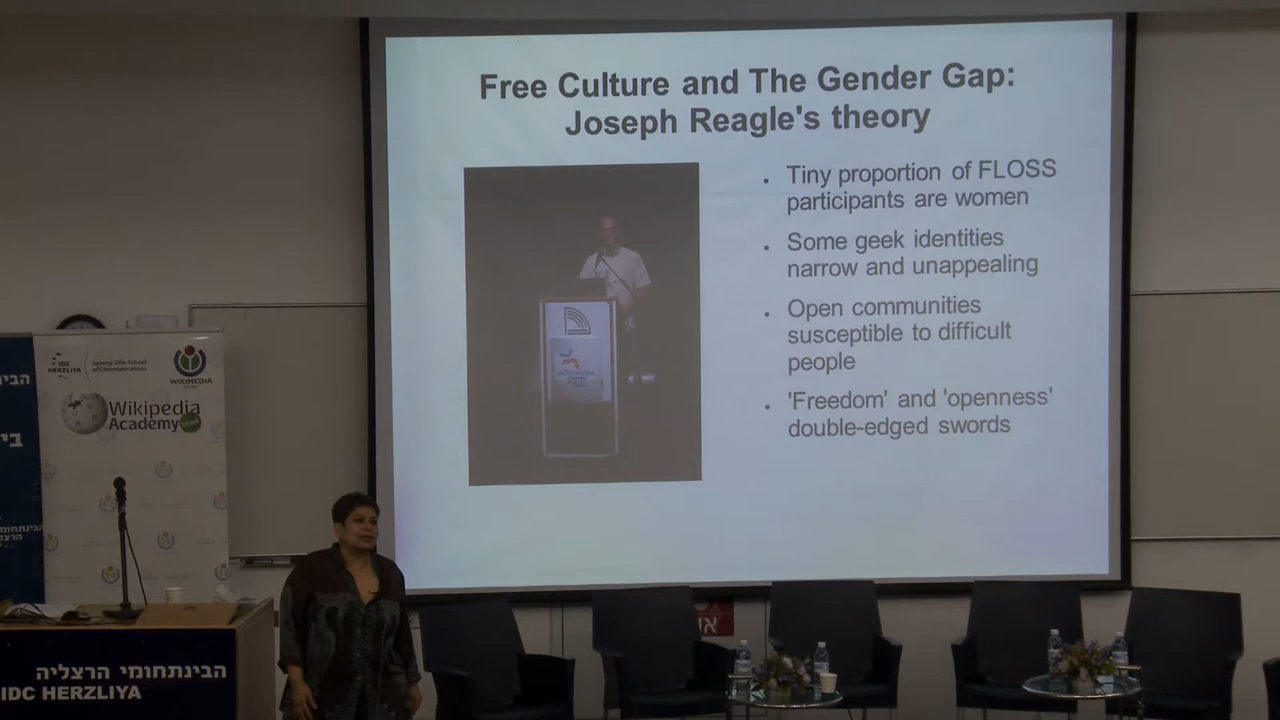 Free Culture and The Gender Gap:
Joseph Reagle's theory
Tiny proportion of FLOSS
participants are women
Some geek identities
narrow and unappealing
Open communities
susceptible to difficult
people
'Freedom' and 'openness'
double-edged swords
IDC
HERZLIYA
Sammy Ofer School
of Communications
WIKIMEDIA
Wikipedia
Academy
הבינתחומי
הרצליה
הבינתחומי הרצליה
IDC HERZLIYA